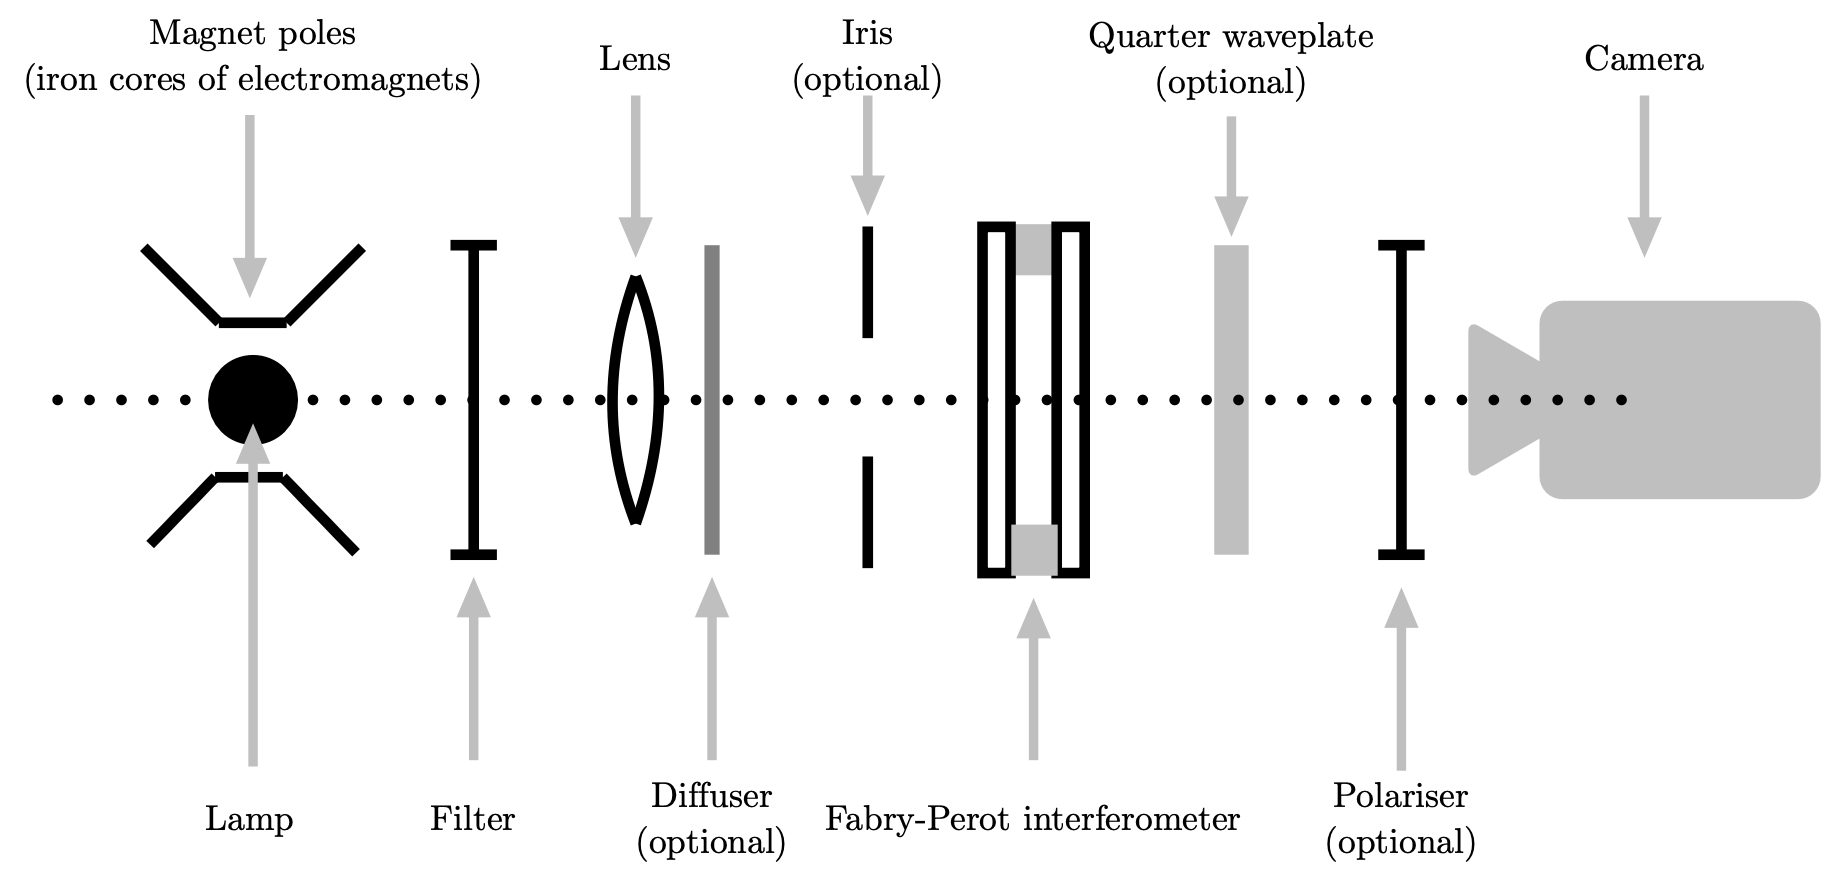 Magnet poles
(iron cores of electromagnets)
Lens
Iris
(optional)
Quarter waveplate
(optional)
Camera
Lamp
Filter
Diffuser
(optional)
Fabry-Perot interferometer
Polariser
(optional)